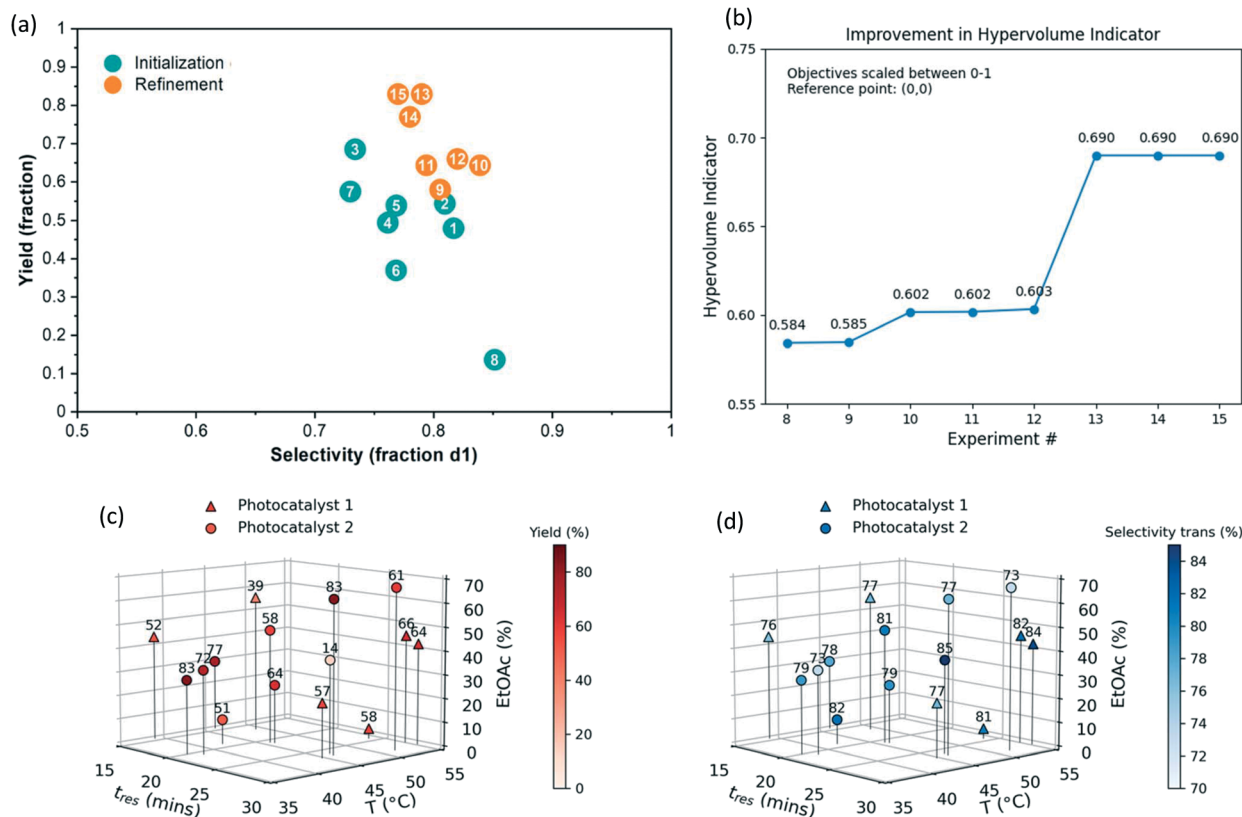 (a)
1
0.9
0.8
0.7
0.6
0.5
0.4
0.3
0.2
0.1
0
Yield (fraction)
Initialization
Refinement
15 13
14
3
11 12 10
7
9
5 2
4 1
6
8
0.5 0.6 0.7 0.8 0.9 1
Selectivity (fraction d1)
(b)
Improvement in Hypervolume Indicator
Objectives scaled between 0-1
Reference point: (0,0)
0.75
0.70
0.65
0.60
0.55
Hypervolume Indicator
0.690 0.690 0.690
0.602 0.602 0.603
0.584 0.585
8 9 10 11 12 13 14 15
Experiment #
(c)
Photocatalyst 1
Photocatalyst 2
Yield (%)
80
60
40
20
0
39 83 61
52 58 66 64
83 72 77 14
64
51 57 58
70
60
50
40
30
20
10
0
EtOAc (%)
15 20 25 30
tres (mins)
35 40 45 50 55
T (°C)
(d)
Photocatalyst 1
Photocatalyst 2
Selectivity trans (%)
84
82
80
78
76
74
72
70
77 77 73
76 81 82 84
79 73 78 85
79
82 77 81
70
60
50
40
30
20
10
0
EtOAc (%)
15 20 25 30
tres (mins)
35 40 45 50 55
T (°C)